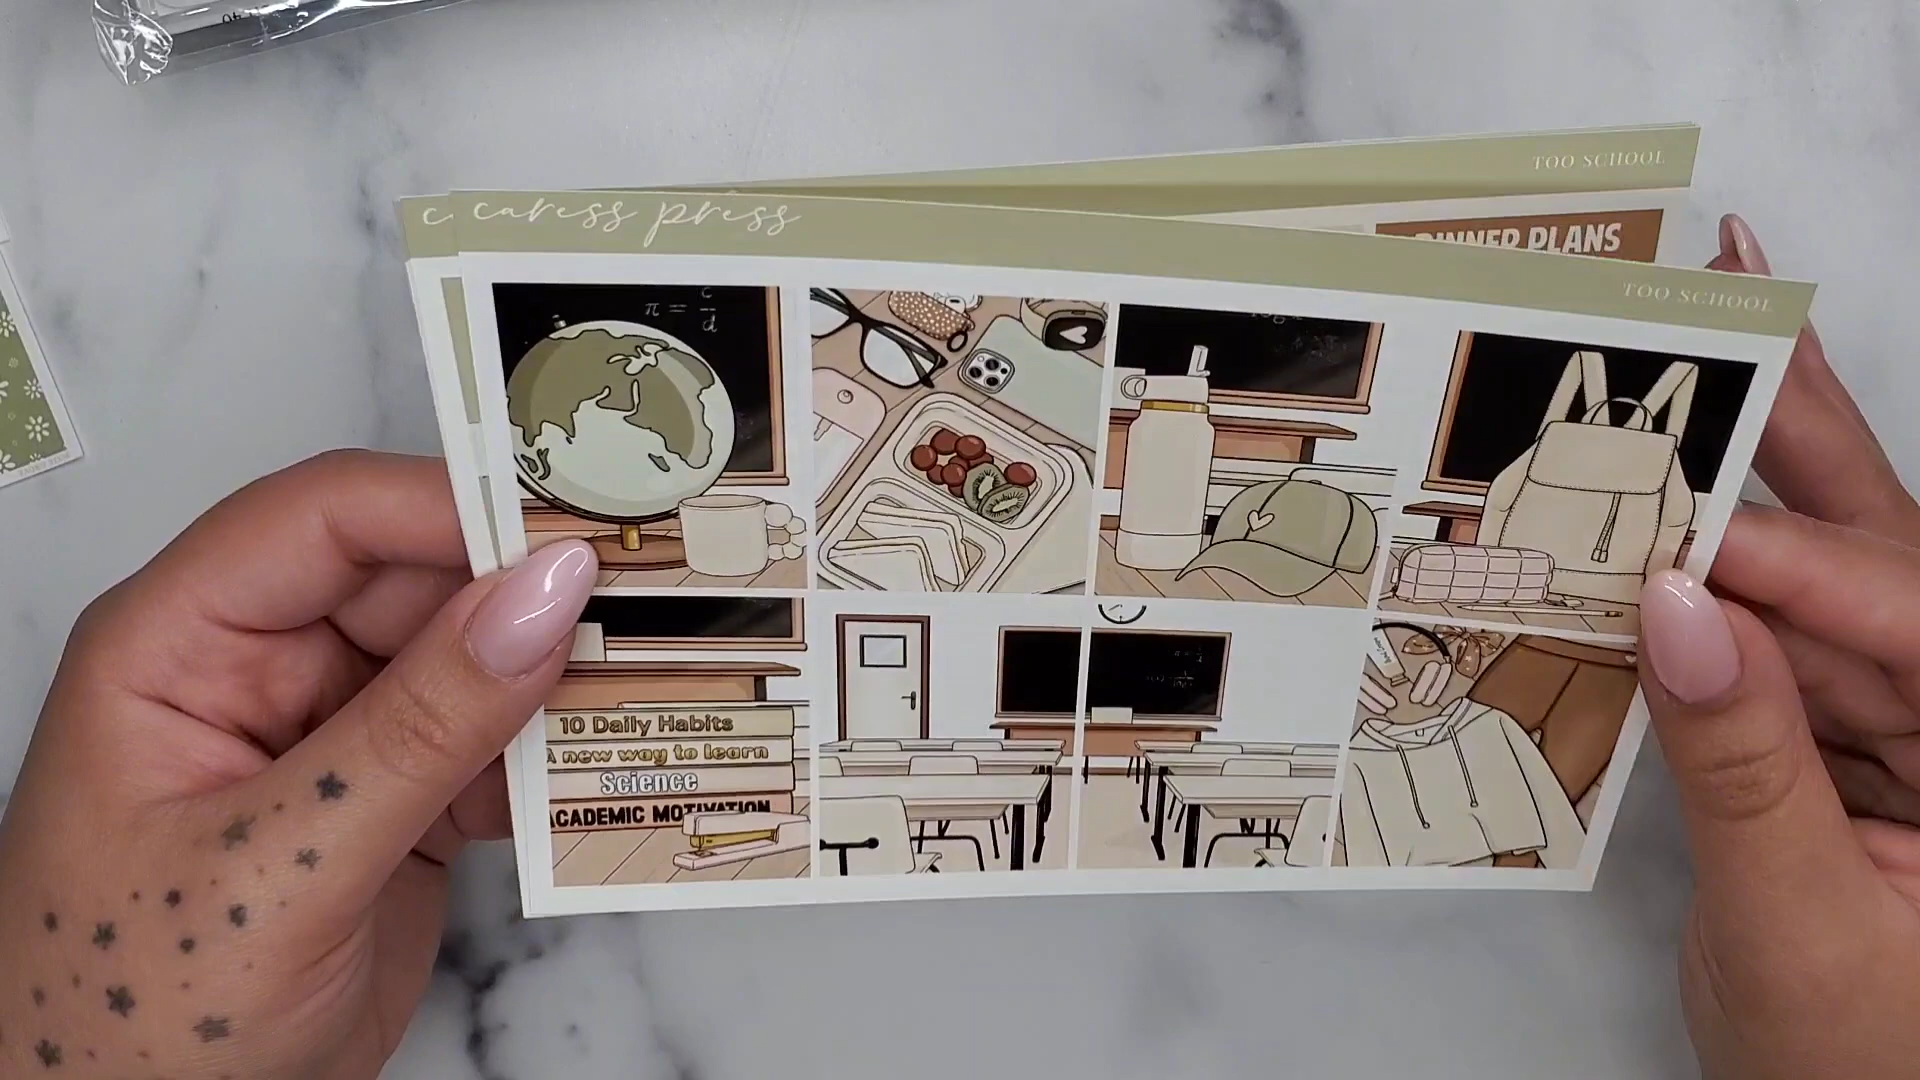 TOO SCHOOL
caress press
DINNER PLANS
TOO SCHOOL
π = c/d
10 Daily Habits
A new way to learn
Science
ACADEMIC MOTIVATION